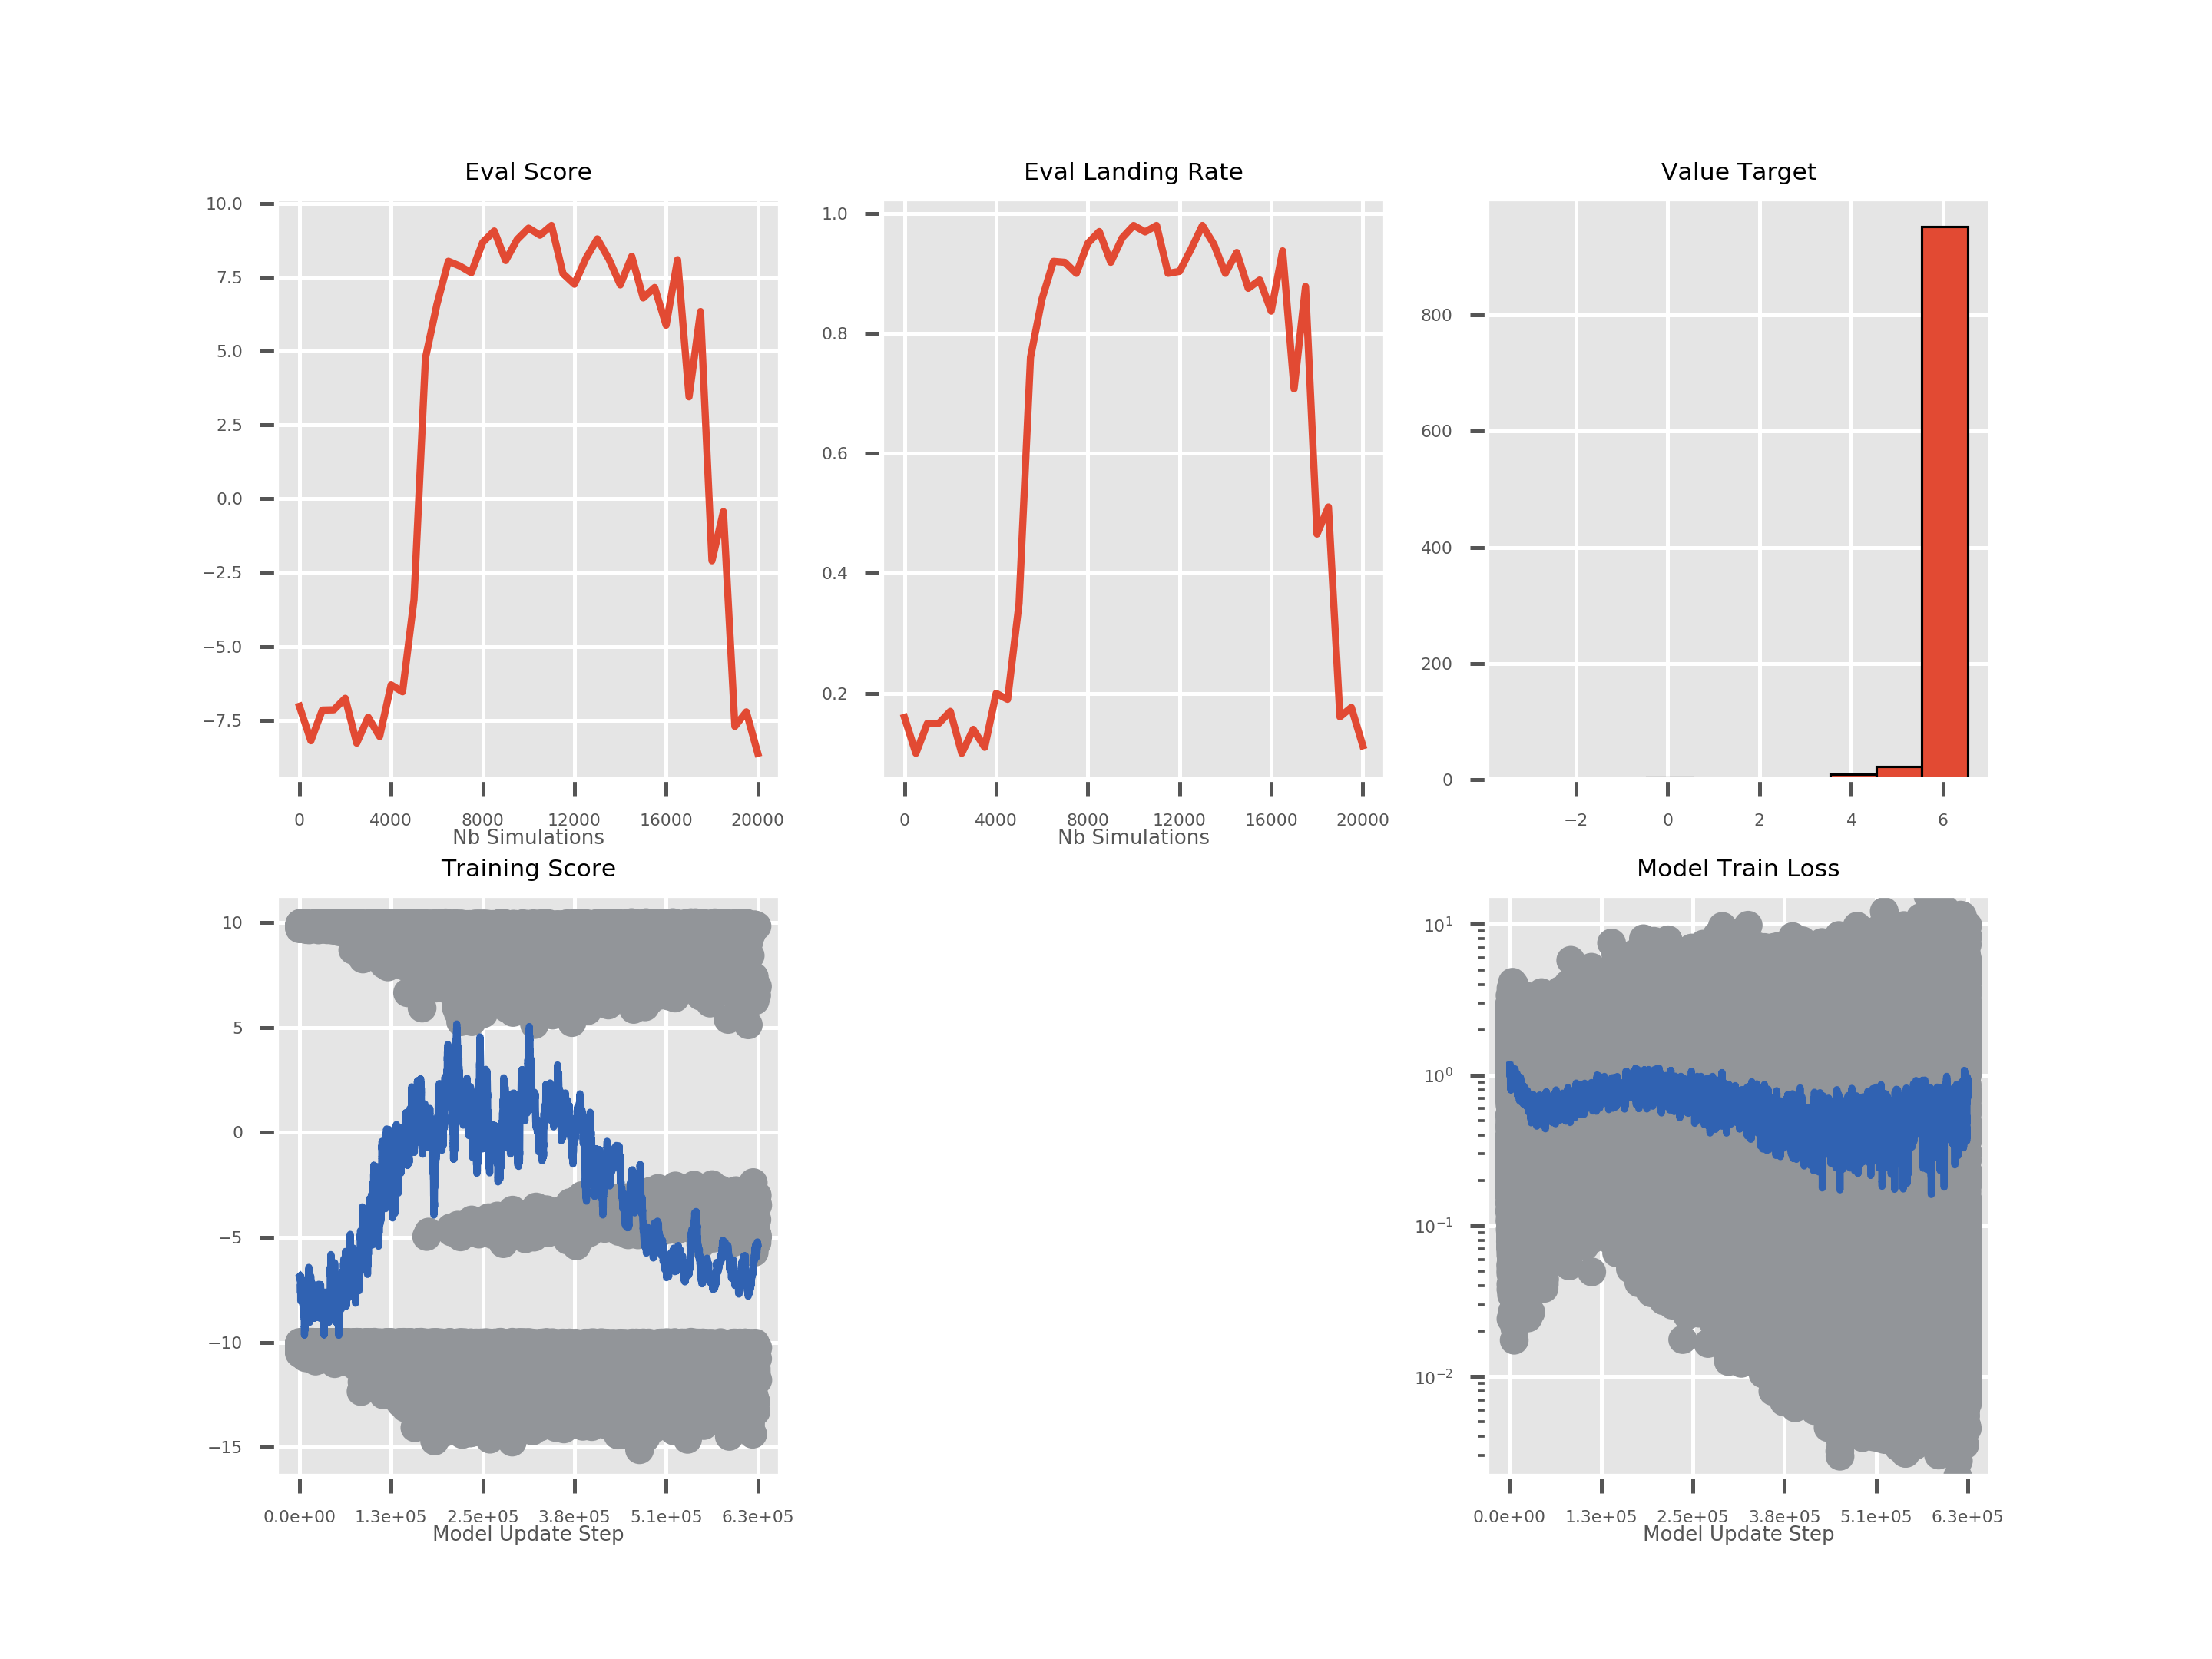 Eval Score
10.0
7.5
5.0
2.5
0.0
−2.5
−5.0
−7.5
0 4000 8000 12000 16000 20000
Nb Simulations
Eval Landing Rate
1.0
0.8
0.6
0.4
0.2
0 4000 8000 12000 16000 20000
Nb Simulations
Value Target
800
600
400
200
0
−2 0 2 4 6
Training Score
10
5
0
−5
−10
−15
0.0e+00 1.3e+05 2.5e+05 3.8e+05 5.1e+05 6.3e+05
Model Update Step
Model Train Loss
10¹
10⁰
10⁻¹
10⁻²
0.0e+00 1.3e+05 2.5e+05 3.8e+05 5.1e+05 6.3e+05
Model Update Step